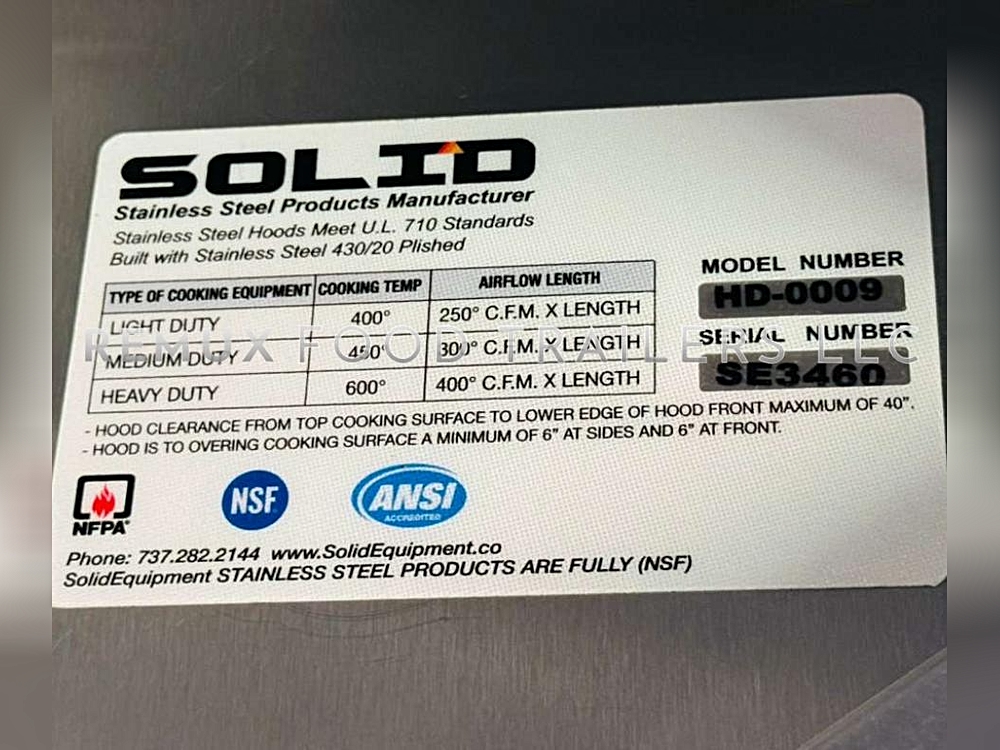 SOLID
Stainless Steel Products Manufacturer
Stainless Steel Hoods Meet U.L. 710 Standards
Built with Stainless Steel 430/20 Plished
TYPE OF COOKING EQUIPMENT COOKING TEMP AIRFLOW LENGTH
LIGHT DUTY 400° 250° C.F.M. X LENGTH
MEDIUM DUTY 450° 300° C.F.M. X LENGTH
HEAVY DUTY 600° 400° C.F.M. X LENGTH
MODEL NUMBER
HD-0009
SERIAL NUMBER
SE3460
REMUX FOOD TRAILERS LLC
- HOOD CLEARANCE FROM TOP COOKING SURFACE TO LOWER EDGE OF HOOD FRONT MAXIMUM OF 40”.
- HOOD IS TO OVERING COOKING SURFACE A MINIMUM OF 6” AT SIDES AND 6” AT FRONT.
NFPA®
NSF
ANSI
ACCREDITED
Phone: 737.282.2144 www.SolidEquipment.co
SolidEquipment STAINLESS STEEL PRODUCTS ARE FULLY (NSF)